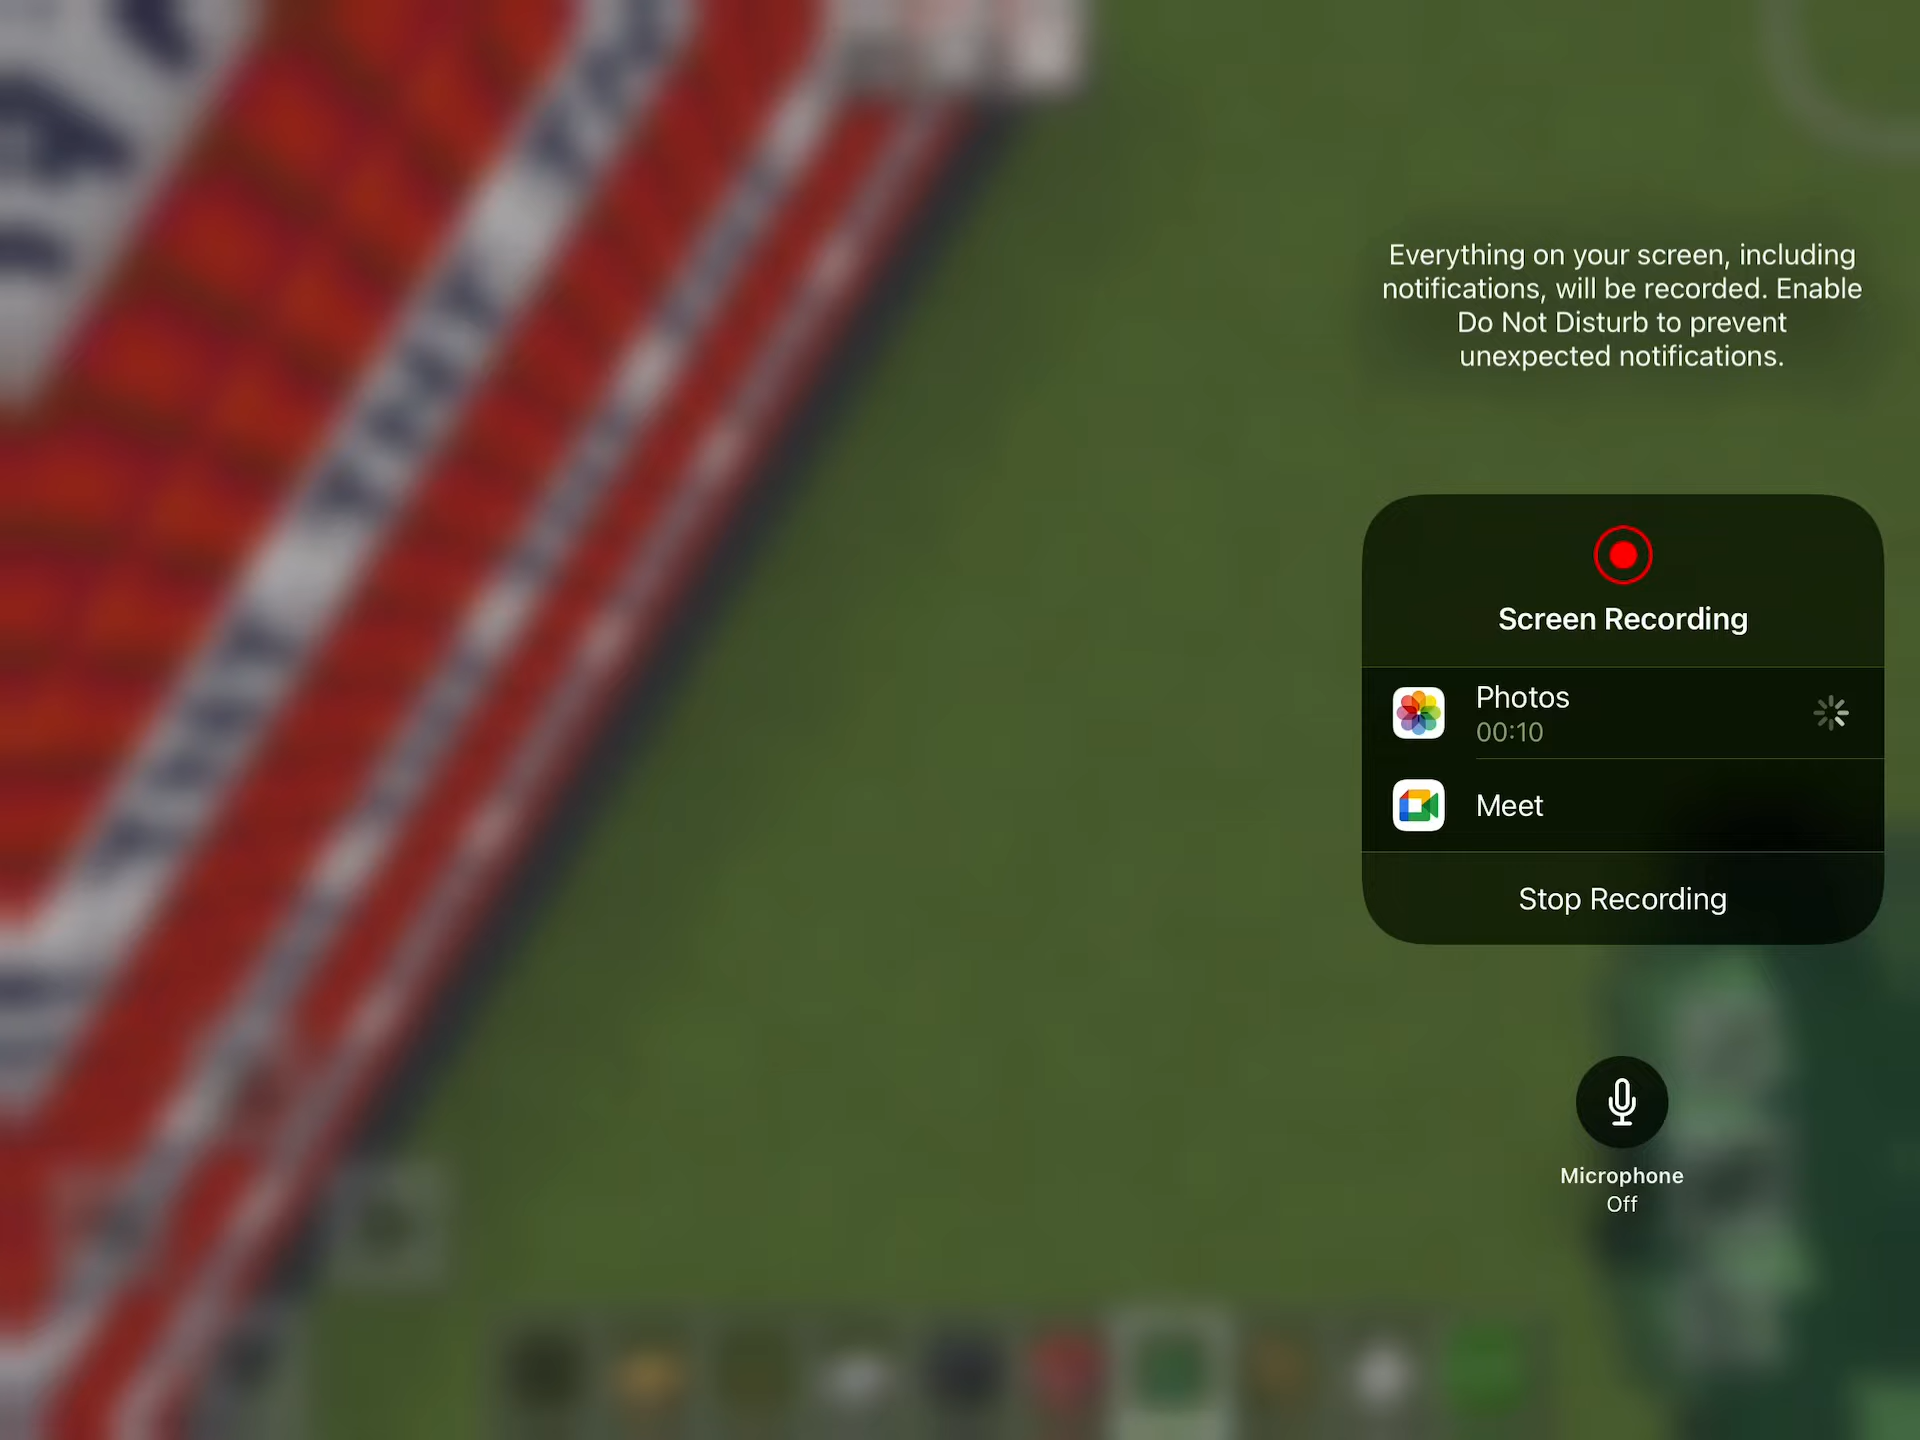 Everything on your screen, including
notifications, will be recorded. Enable
Do Not Disturb to prevent
unexpected notifications.
Screen Recording
Photos
00:10
Meet
Stop Recording
Microphone
Off